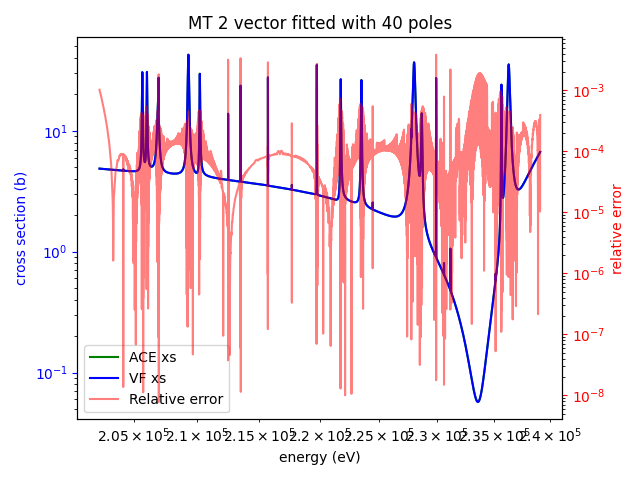 MT 2 vector fitted with 40 poles
cross section (b)
10¹
10⁰
10⁻¹
10⁻³
10⁻⁴
10⁻⁵
10⁻⁶
10⁻⁷
10⁻⁸
relative error
ACE xs
VF xs
Relative error
2.05 × 10⁵ 2.1 × 10⁵ 2.15 × 10⁵ 2.2 × 10⁵ 2.25 × 10⁵ 2.3 × 10⁵ 2.35 × 10⁵ 2.4 × 10⁵
energy (eV)